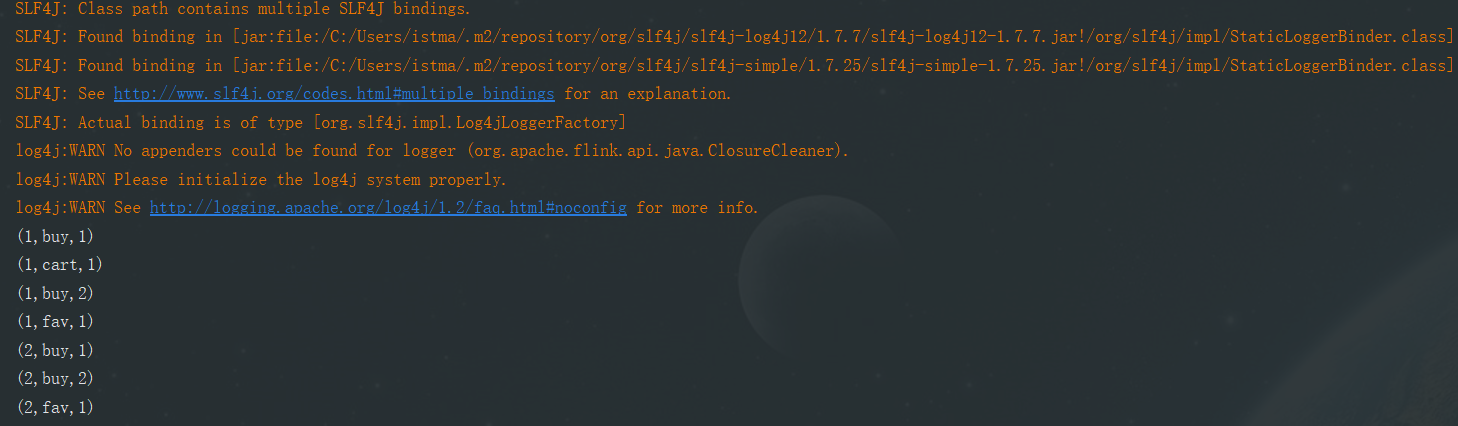 SLF4J: Class path contains multiple SLF4J bindings.
SLF4J: Found binding in [jar:file:/C:/Users/istma/.m2/repository/org/slf4j/slf4j-log4j12/1.7.7/slf4j-log4j12-1.7.7.jar!/org/slf4j/impl/StaticLoggerBinder.class]
SLF4J: Found binding in [jar:file:/C:/Users/istma/.m2/repository/org/slf4j/slf4j-simple/1.7.25/slf4j-simple-1.7.25.jar!/org/slf4j/impl/StaticLoggerBinder.class]
SLF4J: See http://www.slf4j.org/codes.html#multiple_bindings for an explanation.
SLF4J: Actual binding is of type [org.slf4j.impl.Log4jLoggerFactory]
log4j:WARN No appenders could be found for logger (org.apache.flink.api.java.ClosureCleaner).
log4j:WARN Please initialize the log4j system properly.
log4j:WARN See http://logging.apache.org/log4j/1.2/faq.html#noconfig for more info.
(1,buy,1)
(1,cart,1)
(1,buy,2)
(1,fav,1)
(2,buy,1)
(2,buy,2)
(2,fav,1)